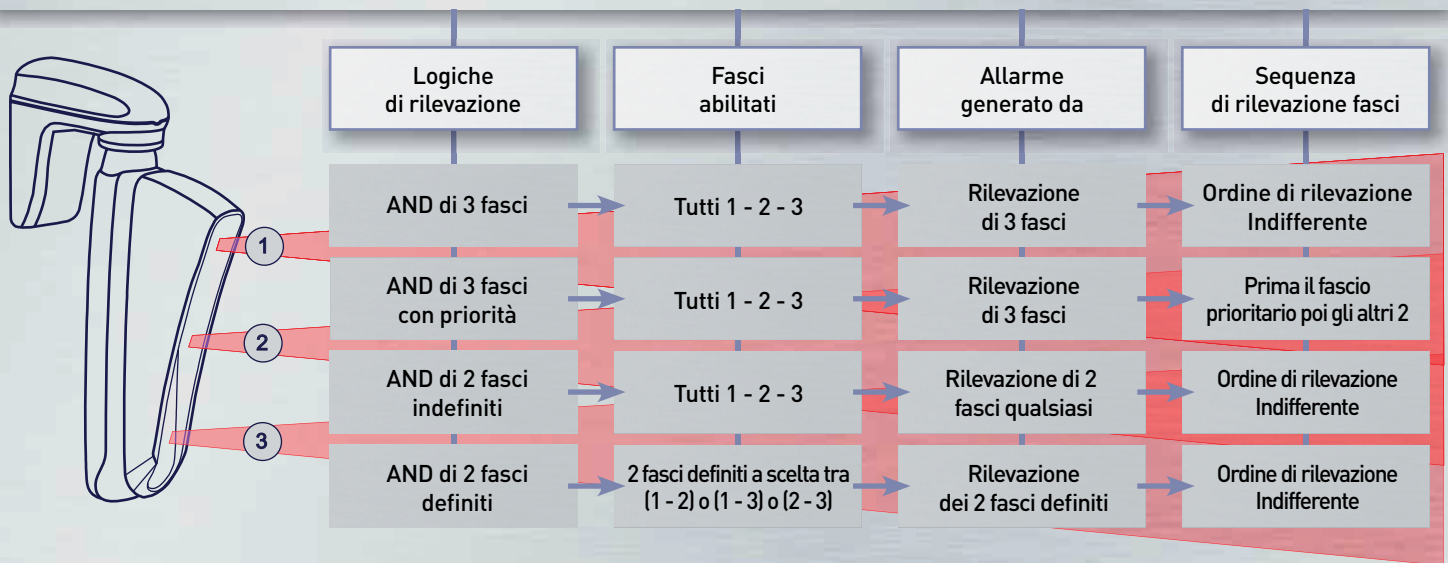 Logiche
di rilevazione
Fasci
abilitati
Allarme
generato da
Sequenza
di rilevazione fasci
AND di 3 fasci
Tutti 1 - 2 - 3
Rilevazione
di 3 fasci
Ordine di rilevazione
Indifferente
1
AND di 3 fasci
con priorità
Tutti 1 - 2 - 3
Rilevazione
di 3 fasci
Prima il fascio
prioritario poi gli altri 2
2
AND di 2 fasci
indefiniti
Tutti 1 - 2 - 3
Rilevazione di 2
fasci qualsiasi
Ordine di rilevazione
Indifferente
3
AND di 2 fasci
definiti
2 fasci definiti a scelta tra
(1 - 2) o (1 - 3) o (2 - 3)
Rilevazione
dei 2 fasci definiti
Ordine di rilevazione
Indifferente